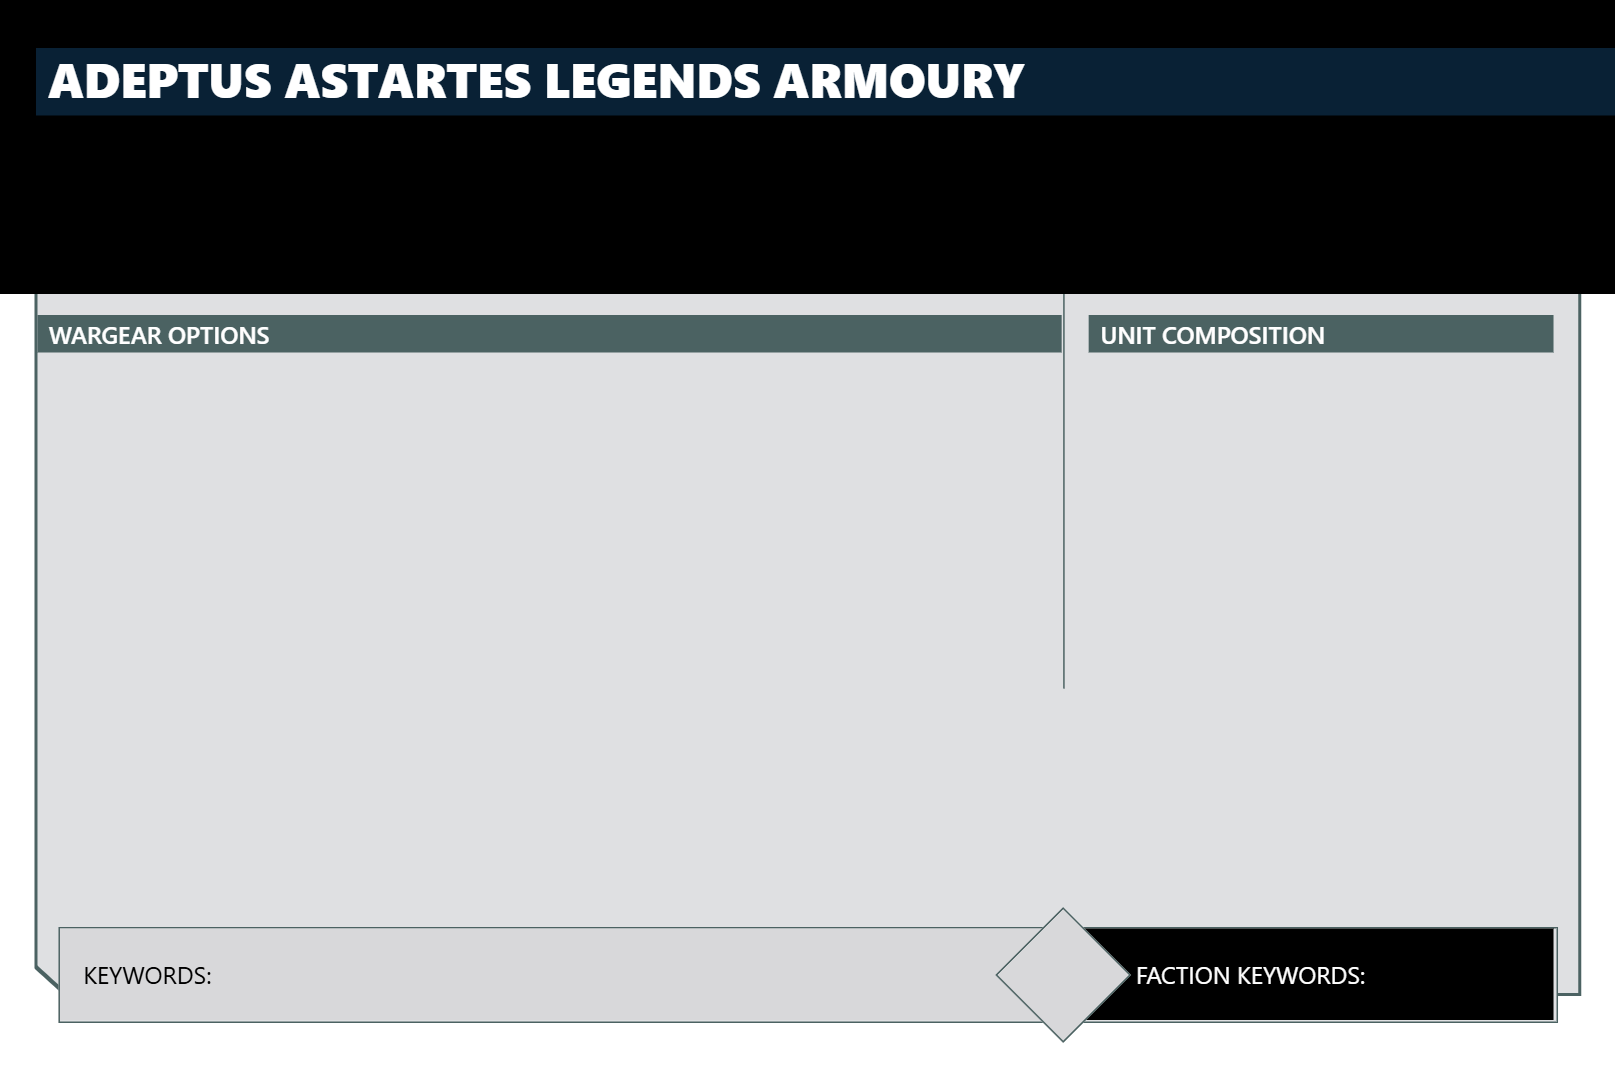 ADEPTUS ASTARTES LEGENDS ARMOURY
WARGEAR OPTIONS
UNIT COMPOSITION
KEYWORDS:
FACTION KEYWORDS: